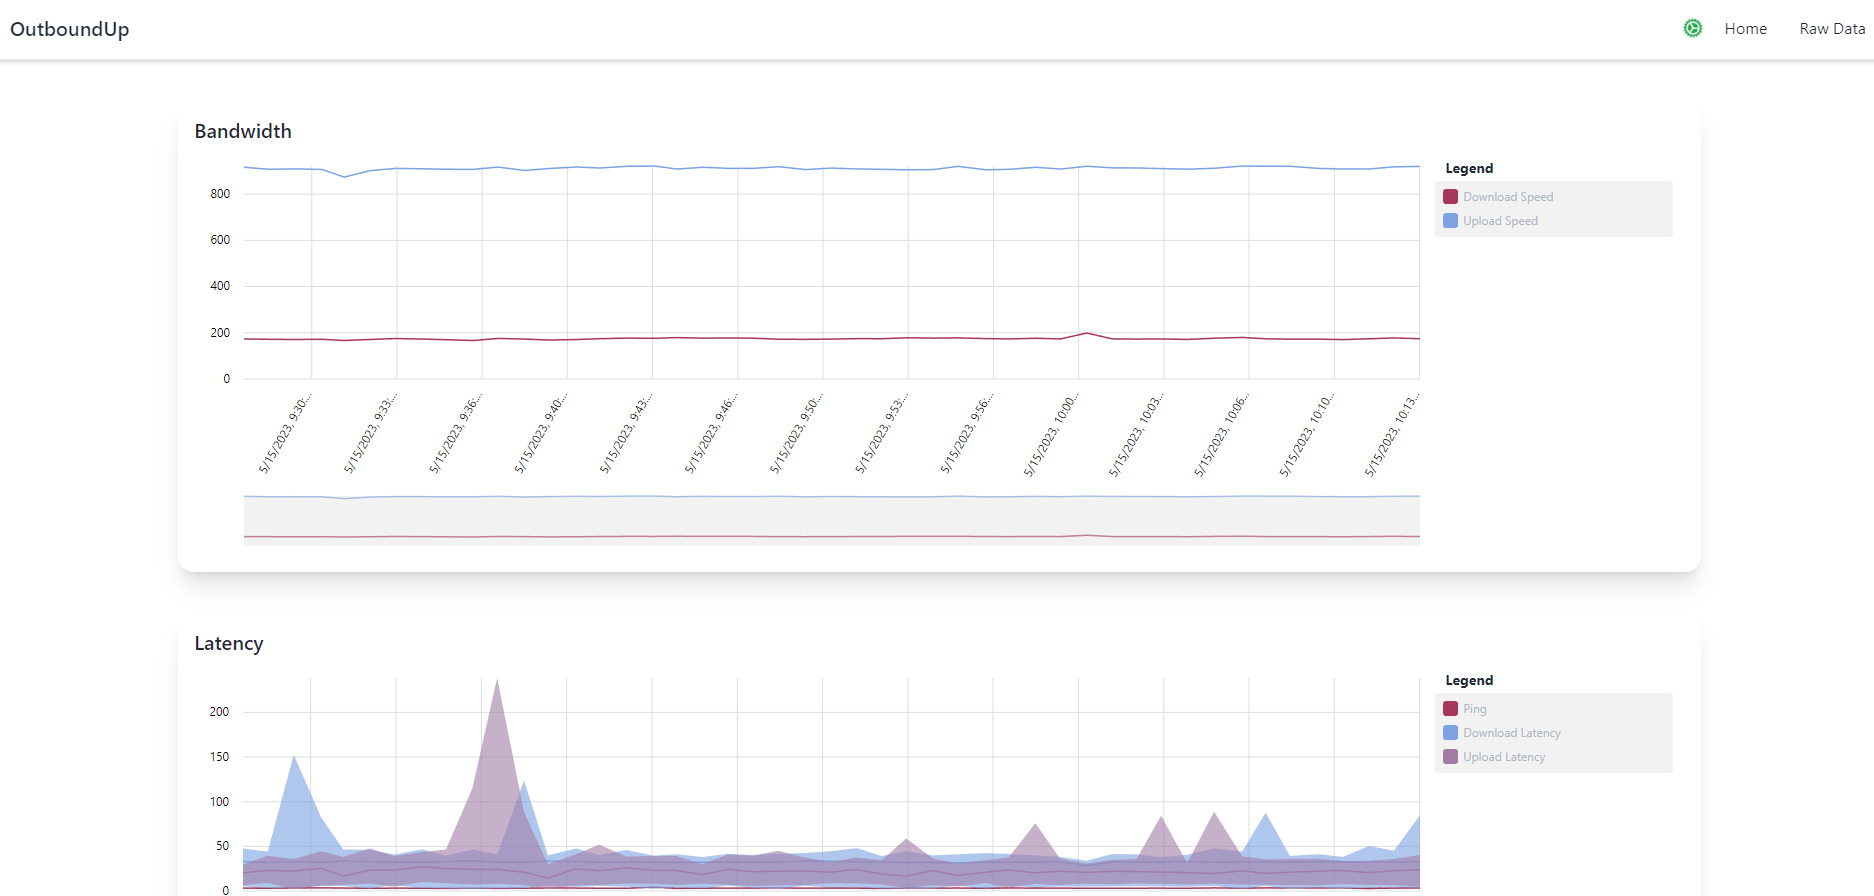 OutboundUp
Home
Raw Data
Bandwidth
800
600
400
200
0
5/15/2023, 9:30:...
5/15/2023, 9:33:...
5/15/2023, 9:36:...
5/15/2023, 9:40:...
5/15/2023, 9:43:...
5/15/2023, 9:46:...
5/15/2023, 9:50:...
5/15/2023, 9:53:...
5/15/2023, 9:56:...
5/15/2023, 10:00...
5/15/2023, 10:03...
5/15/2023, 10:06...
5/15/2023, 10:10...
5/15/2023, 10:13...
Legend
Download Speed
Upload Speed
Latency
200
150
100
50
0
Legend
Ping
Download Latency
Upload Latency